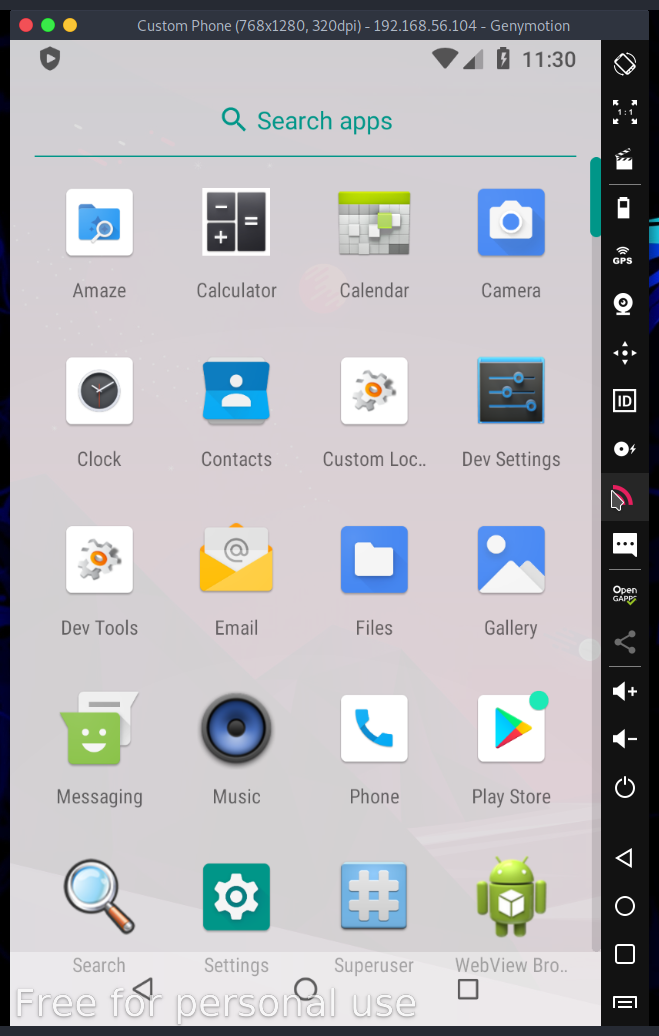 Custom Phone (768x1280, 320dpi) - 192.168.56.104 - Genymotion
11:30
Search apps
1 : 1
Amaze
Calculator
Calendar
Camera
GPS
Clock
Contacts
Custom Loc..
Dev Settings
ID
Dev Tools
Email
@
Files
Gallery
Open
GAPPS
Messaging
Music
Phone
Play Store
Search
Settings
Superuser
WebView Bro..
Free for personal use